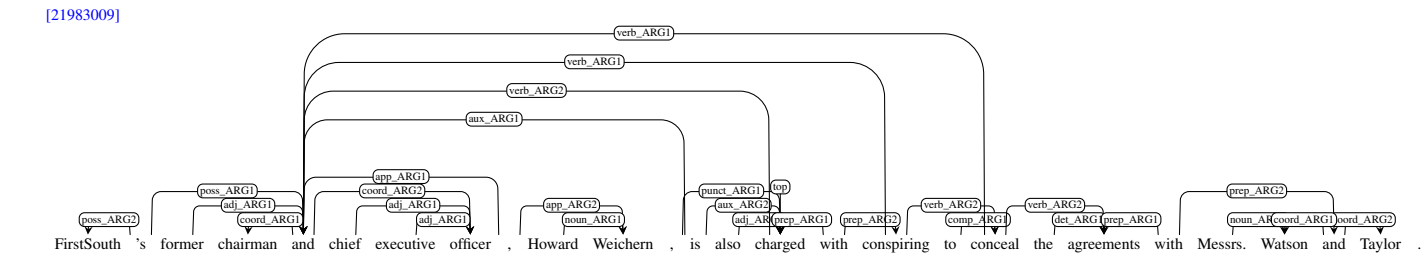 [21983009]
verb_ARG1
verb_ARG1
verb_ARG2
aux_ARG1
app_ARG1
poss_ARG1 coord_ARG2 punct_ARG1 top prep_ARG2
adj_ARG1 adj_ARG1 app_ARG2 aux_ARG2 verb_ARG2 verb_ARG2
poss_ARG2 coord_ARG1 adj_ARG1 noun_ARG1 prep_ARG1 prep_ARG2 comp_ARG1 det_ARG1 prep_ARG1 coord_ARG1
FirstSouth 's former chairman and chief executive officer , Howard Weichern , is also charged with conspiring to conceal the agreements with Messrs. Watson and Taylor .